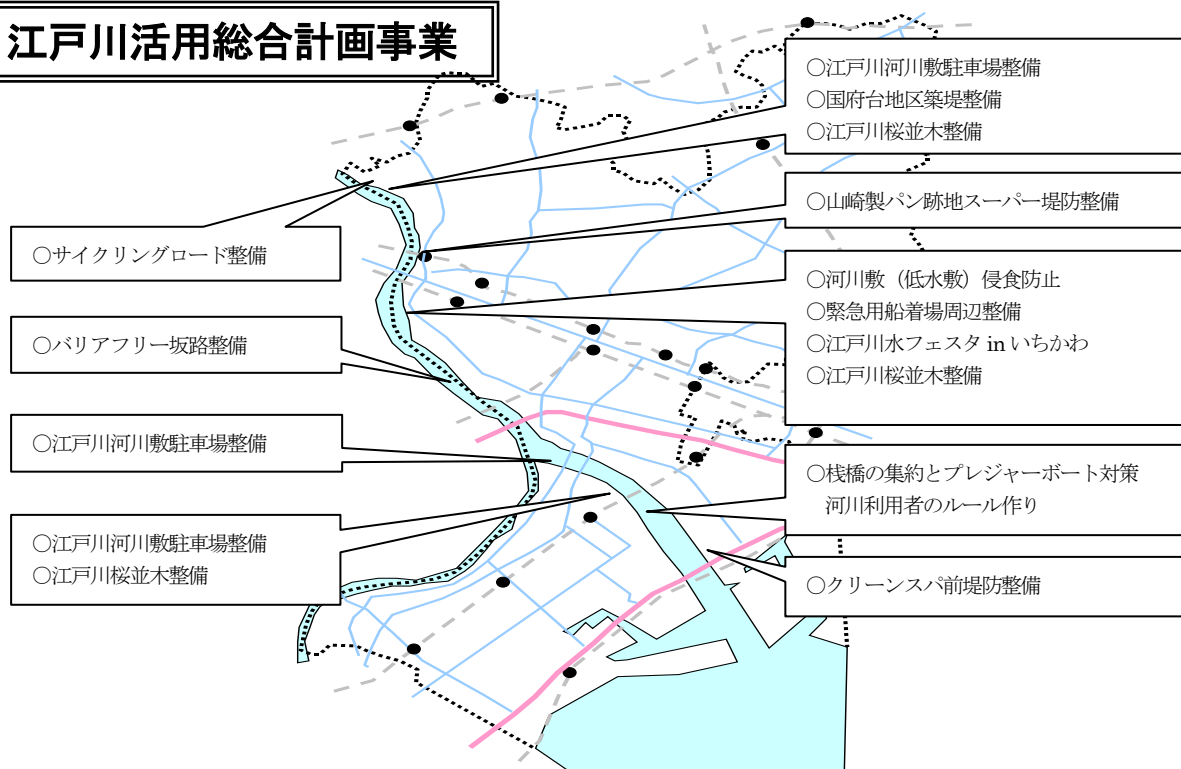 江戸川活用総合計画事業
○江戸川河川敷駐車場整備
○国府台地区築堤整備
○江戸川桜並木整備
○山崎製パン跡地スーパー堤防整備
○サイクリングロード整備
○河川敷（低水敷）侵食防止
○緊急用船着場周辺整備
○江戸川水フェスタ in いちかわ
○江戸川桜並木整備
○バリアフリー坂路整備
○江戸川河川敷駐車場整備
○桟橋の集約とプレジャーボート対策
河川利用者のルール作り
○江戸川河川敷駐車場整備
○江戸川桜並木整備
○クリーンスパ前堤防整備